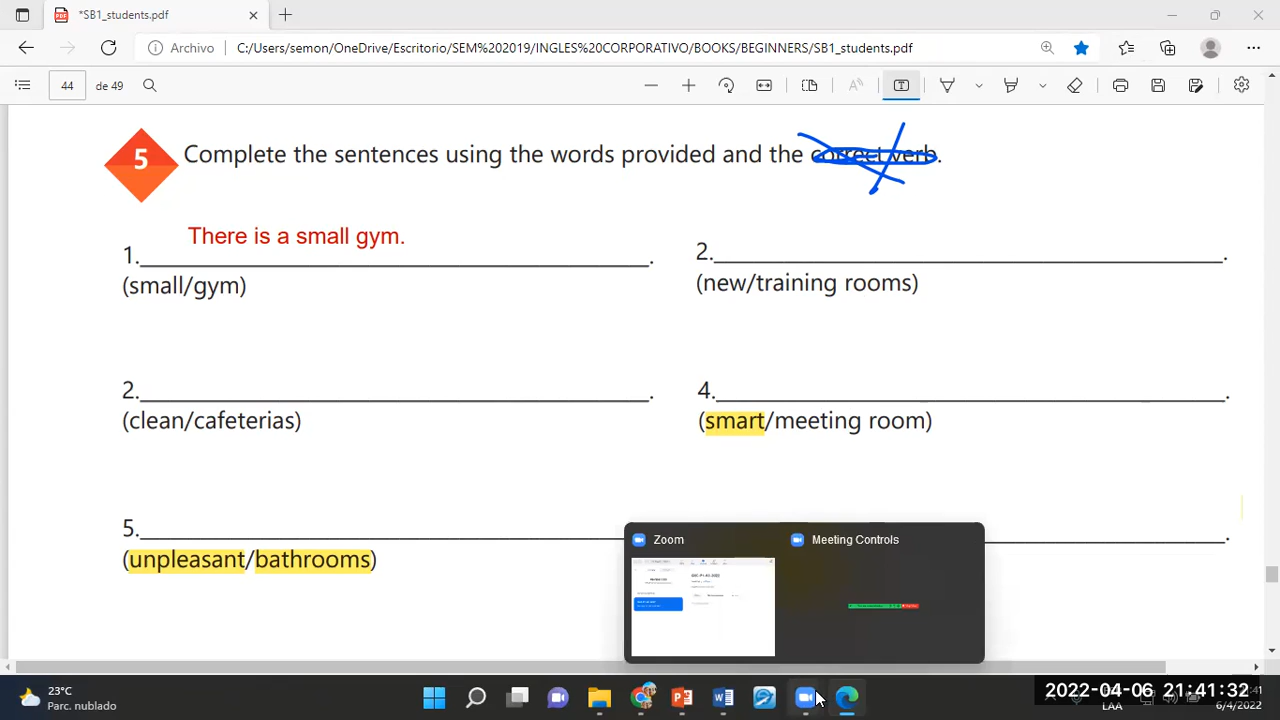 *SB1_students.pdf
Archivo C:/Users/semon/OneDrive/Escritorio/SEM%202019/INGLES%20CORPORATIVO/BOOKS/BEGINNERS/SB1_students.pdf
44 de 49
5 Complete the sentences using the words provided and the correct verb.
There is a small gym.
1. .
(small/gym)
2. .
(new/training rooms)
2. .
(clean/cafeterias)
4. .
(smart/meeting room)
5. .
(unpleasant/bathrooms)
Zoom
Meeting Controls
23°C
Parc. nublado
LAA
2022-04-06 21:41:32
6/4/2022